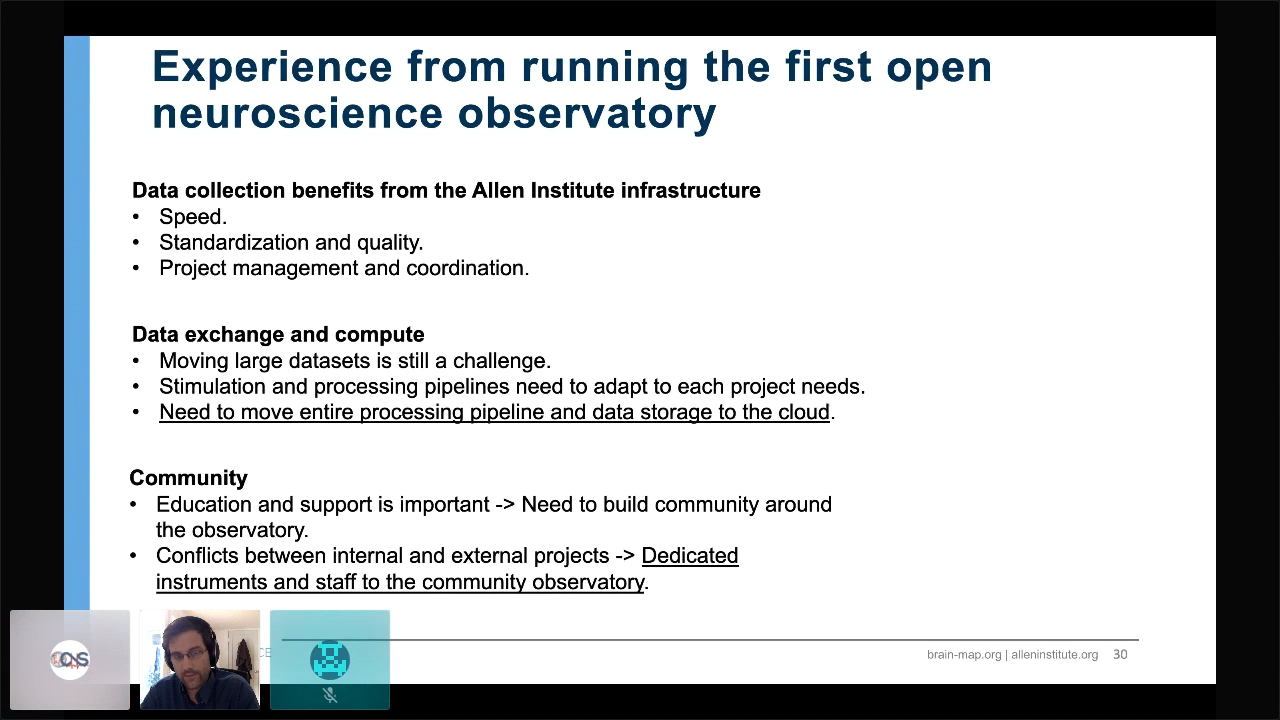 Experience from running the first open
neuroscience observatory
Data collection benefits from the Allen Institute infrastructure
• Speed.
• Standardization and quality.
• Project management and coordination.
Data exchange and compute
• Moving large datasets is still a challenge.
• Stimulation and processing pipelines need to adapt to each project needs.
• Need to move entire processing pipeline and data storage to the cloud.
Community
• Education and support is important -> Need to build community around
the observatory.
• Conflicts between internal and external projects -> Dedicated
instruments and staff to the community observatory.
brain-map.org | alleninstitute.org 30